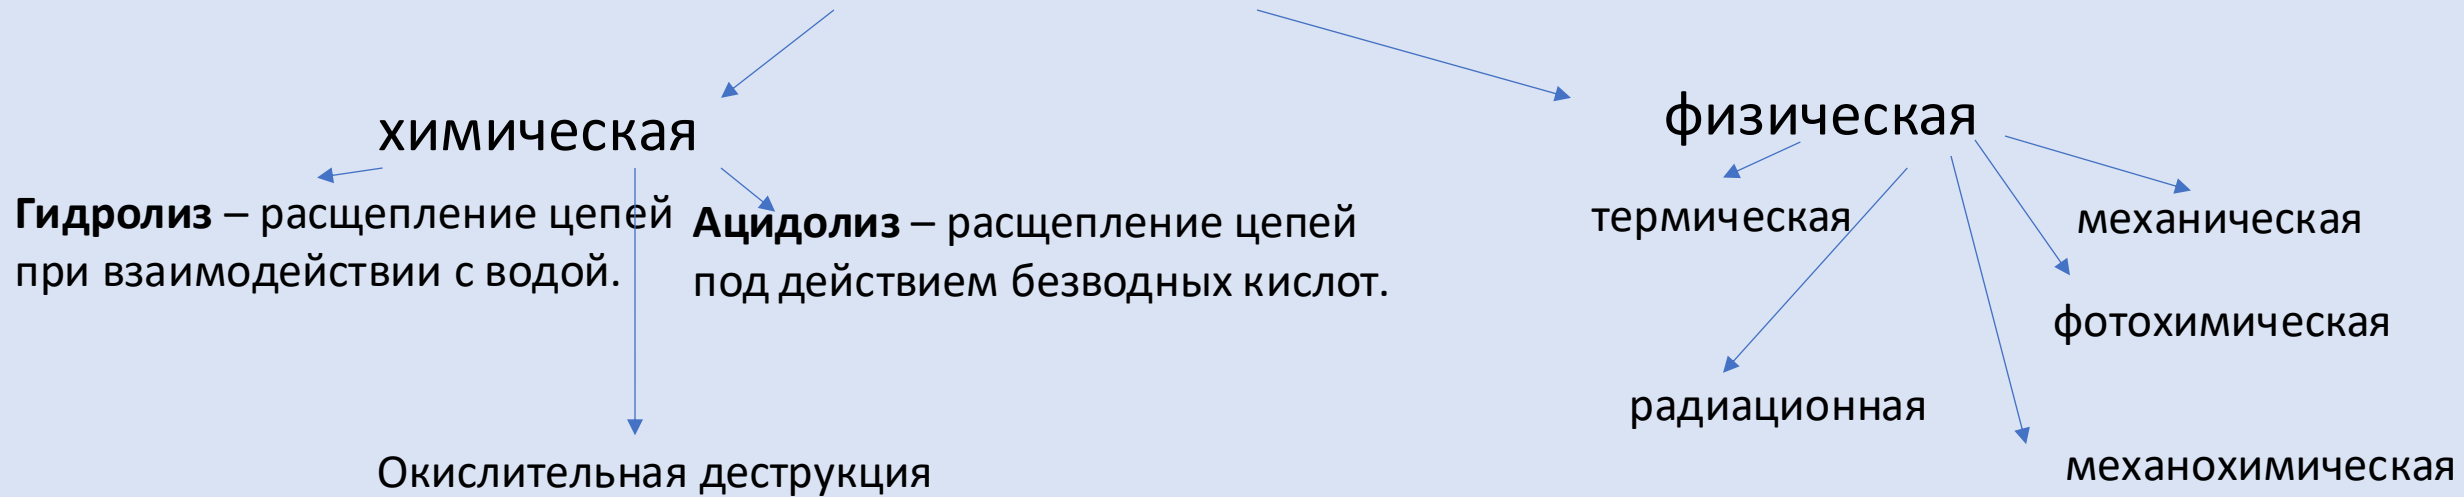 химическая
физическая
Гидролиз – расщепление цепей
при взаимодействии с водой.
Ацидолиз – расщепление цепей
под действием безводных кислот.
Окислительная деструкция
термическая
механическая
фотохимическая
радиационная
механохимическая